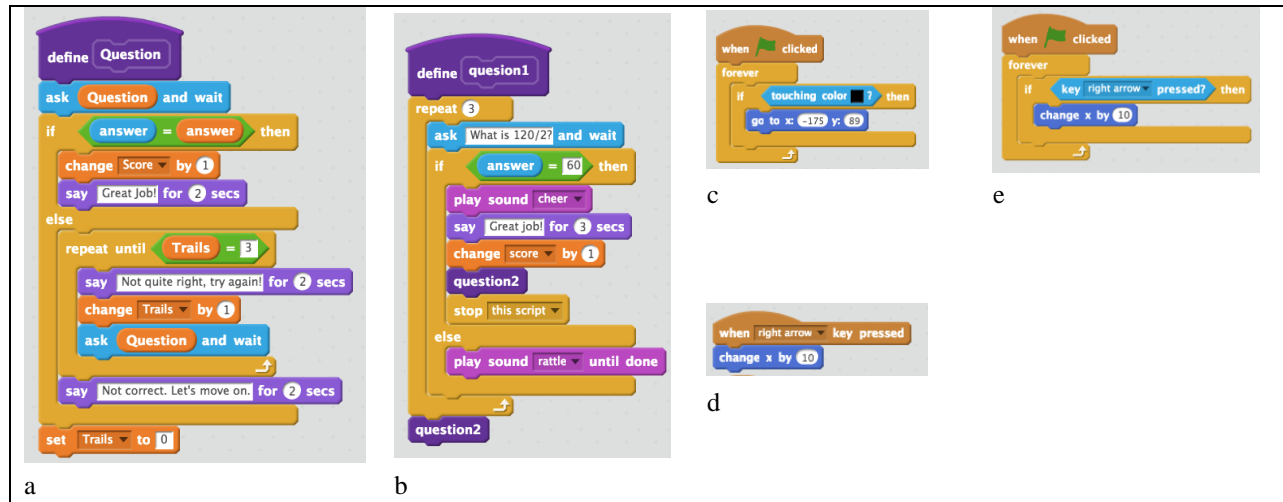 define Question
ask Question and wait
if answer = answer then
change Score by 1
say Great Job! for 2 secs
else
repeat until Trails = 3
say Not quite right, try again! for 2 secs
change Trails by 1
ask Question and wait
say Not correct. Let's move on. for 2 secs
set Trails to 0
a
define quesion1
repeat 3
ask What is 120/2? and wait
if answer = 60 then
play sound cheer
say Great job! for 3 secs
change score by 1
question2
stop this script
else
play sound rattle until done
question2
b
when clicked
forever
if touching color ? then
go to x: -175 y: 89
c
when right arrow key pressed
change x by 10
d
when clicked
forever
if key right arrow pressed? then
change x by 10
e